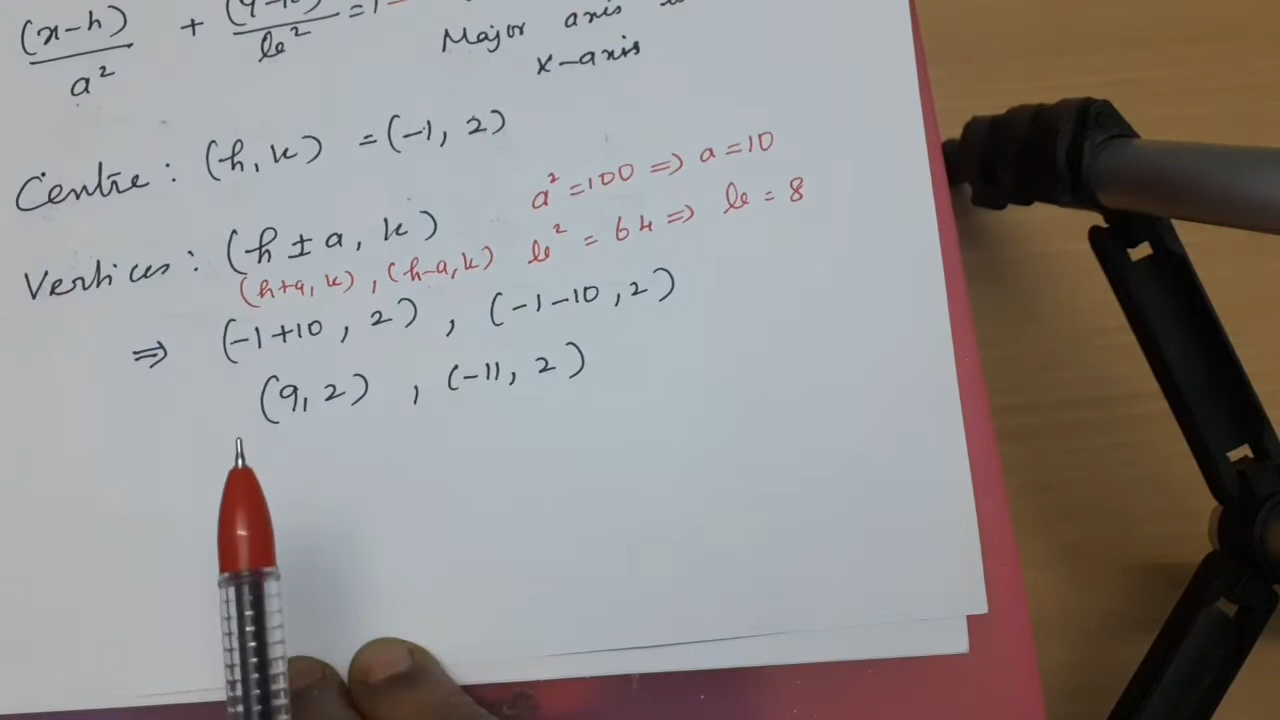 (x-h) + (y-k) = 1
a² b²
Major axis
x-axis
Centre : (h, k) = (-1, 2)
a² = 100 => a = 10
Vertices : (h ± a, k)
b² = 64 => b = 8
(h+a, k), (h-a, k)
⇒ (-1+10, 2), (-1-10, 2)
(9, 2), (-11, 2)